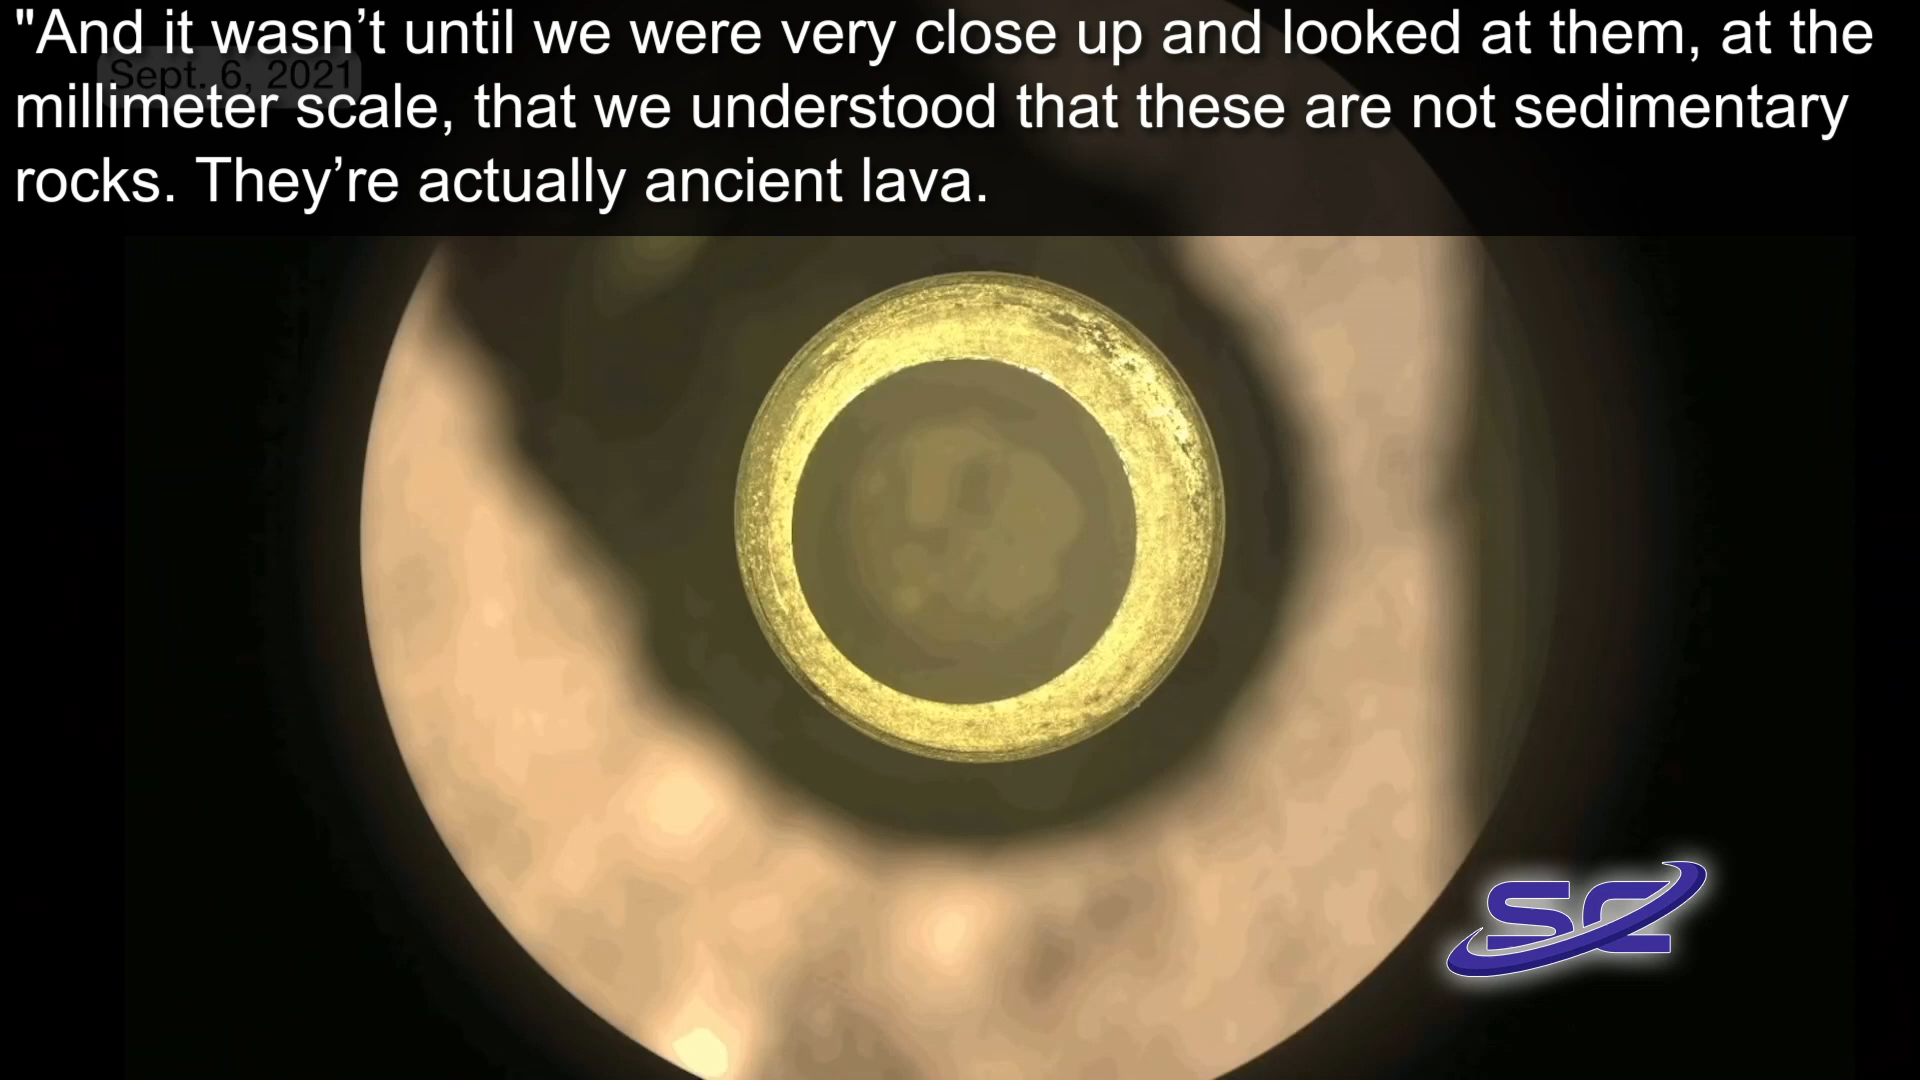 "And it wasn’t until we were very close up and looked at them, at the
Sept. 6, 2021
millimeter scale, that we understood that these are not sedimentary
rocks. They’re actually ancient lava.
SC